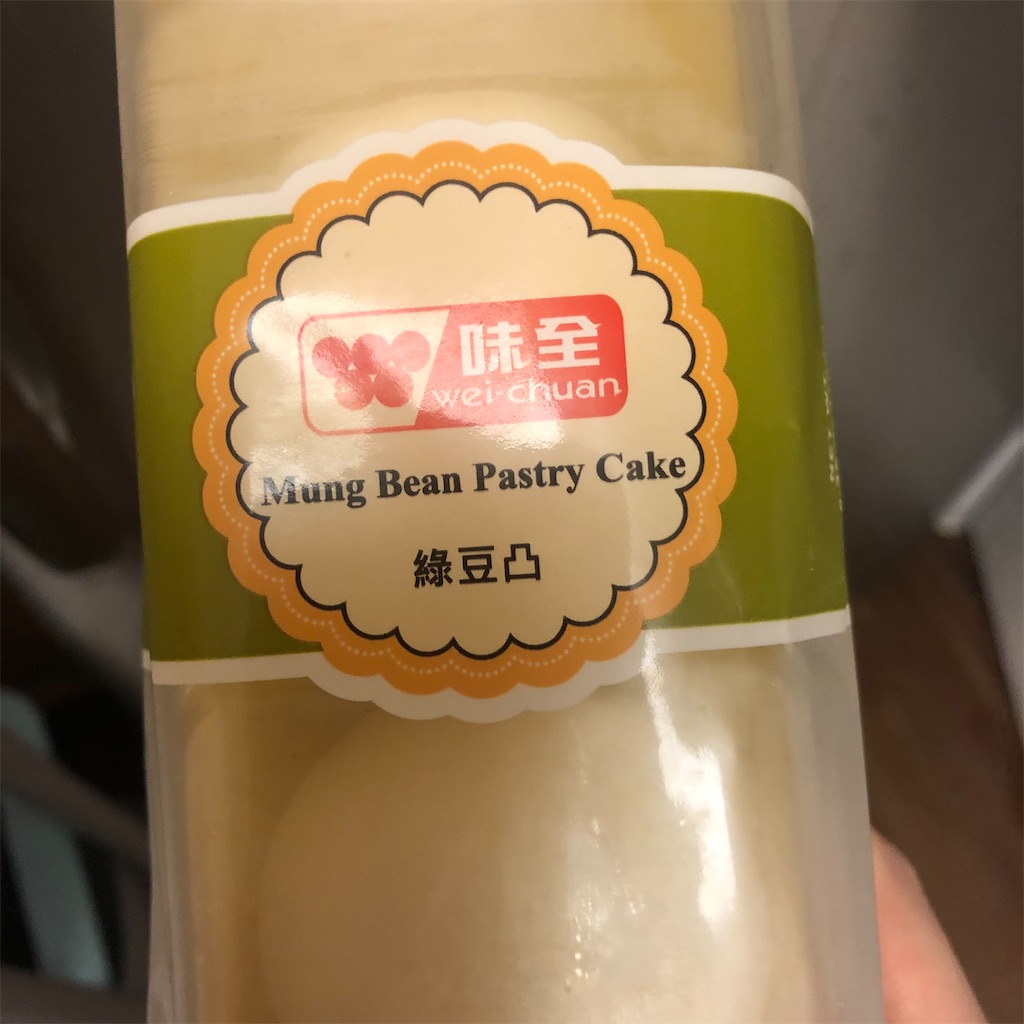 味全
wei-chuan
Mung Bean Pastry Cake
綠豆凸